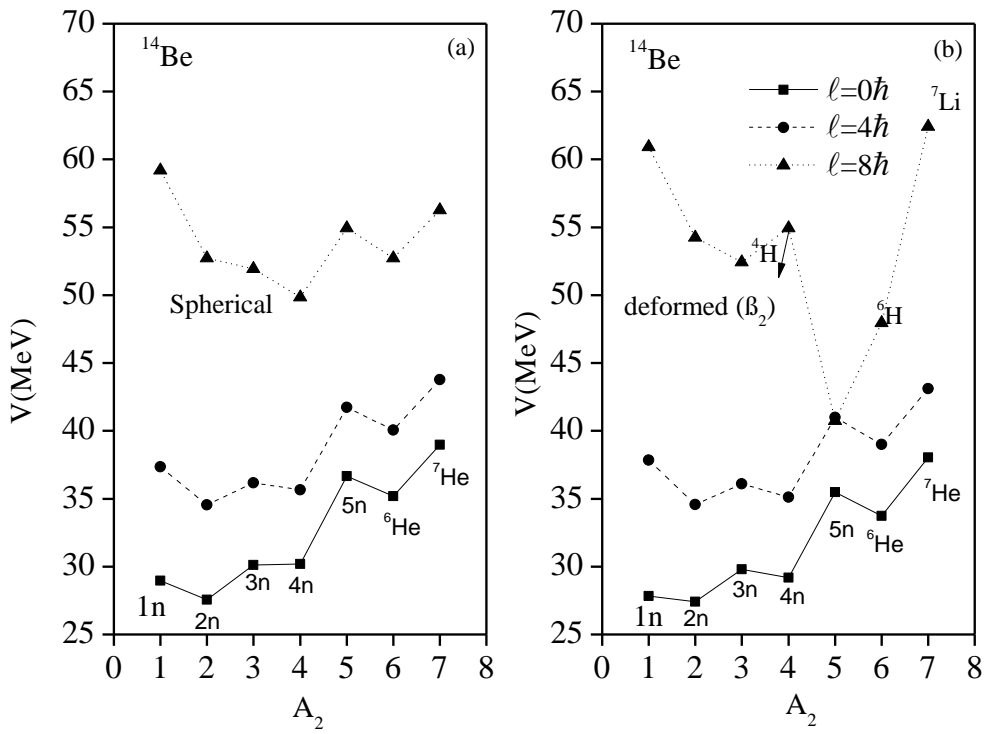 V(MeV)
70
65
60
55
50
45
40
35
30
25
¹⁴Be
(a)
Spherical
1n
2n
3n
4n
5n
⁶He
⁷He
0 1 2 3 4 5 6 7 8
A₂
V(MeV)
70
65
60
55
50
45
40
35
30
25
¹⁴Be
(b)
ℓ=0ℏ
ℓ=4ℏ
ℓ=8ℏ
⁷Li
⁴H
deformed (ß₂)
⁶H
1n
2n
3n
4n
5n
⁶He
⁷He
0 1 2 3 4 5 6 7 8
A₂